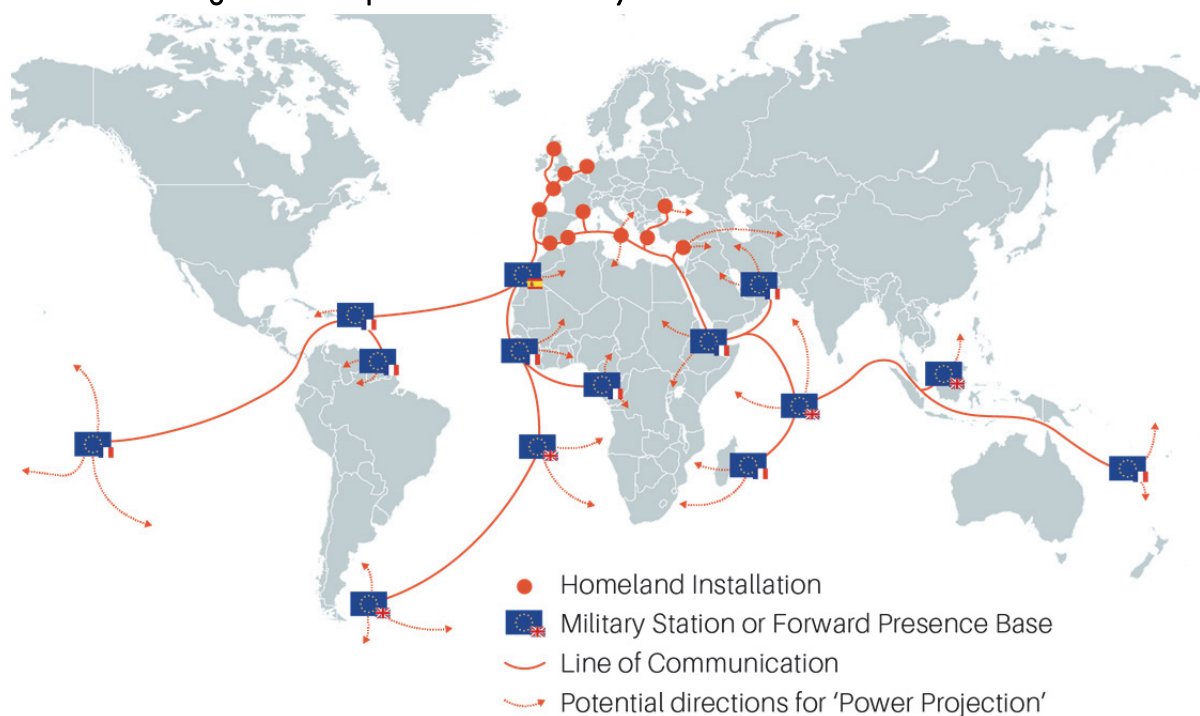 Homeland Installation
Military Station or Forward Presence Base
Line of Communication
Potential directions for ‘Power Projection’